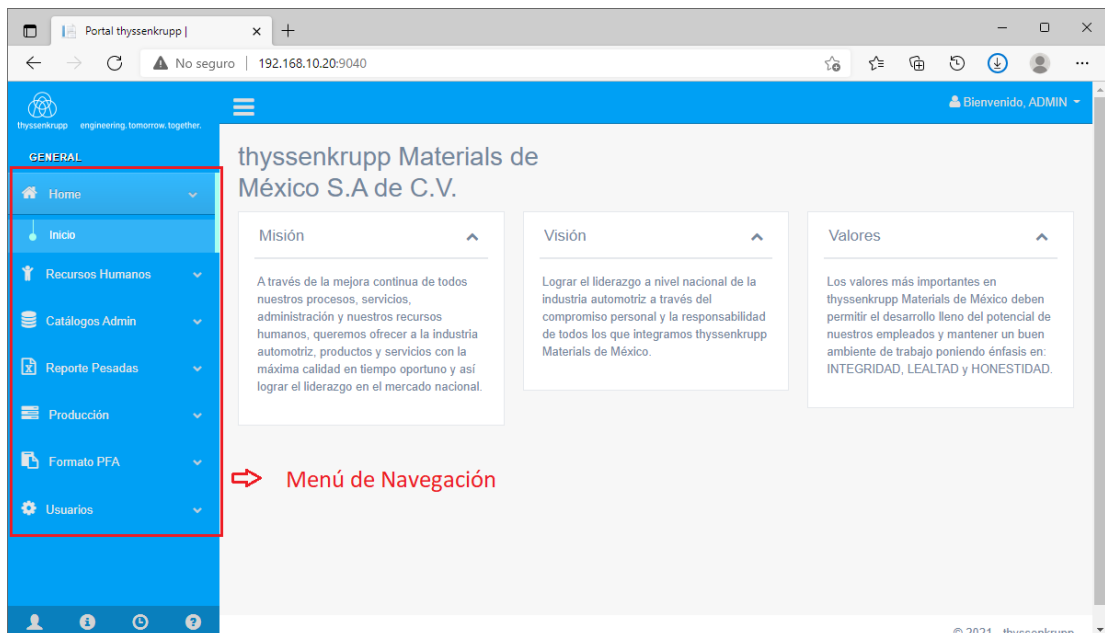 Portal thyssenkrupp |
No seguro | 192.168.10.20:9040
thyssenkrupp engineering.tomorrow.together.
Bienvenido, ADMIN
GENERAL
Home
Inicio
Recursos Humanos
Catálogos Admin
Reporte Pesadas
Producción
Formato PFA
Usuarios
thyssenkrupp Materials de
México S.A de C.V.
Misión
A través de la mejora continua de todos
nuestros procesos, servicios,
administración y nuestros recursos
humanos, queremos ofrecer a la industria
automotriz, productos y servicios con la
máxima calidad en tiempo oportuno y así
lograr el liderazgo en el mercado nacional.
Visión
Lograr el liderazgo a nivel nacional de la
industria automotriz a través del
compromiso personal y la responsabilidad
de todos los que integramos thyssenkrupp
Materials de México.
Valores
Los valores más importantes en
thyssenkrupp Materials de México deben
permitir el desarrollo lleno del potencial de
nuestros empleados y mantener un buen
ambiente de trabajo poniendo énfasis en:
INTEGRIDAD, LEALTAD y HONESTIDAD.
Menú de Navegación
© 2021 - thyssenkrupp